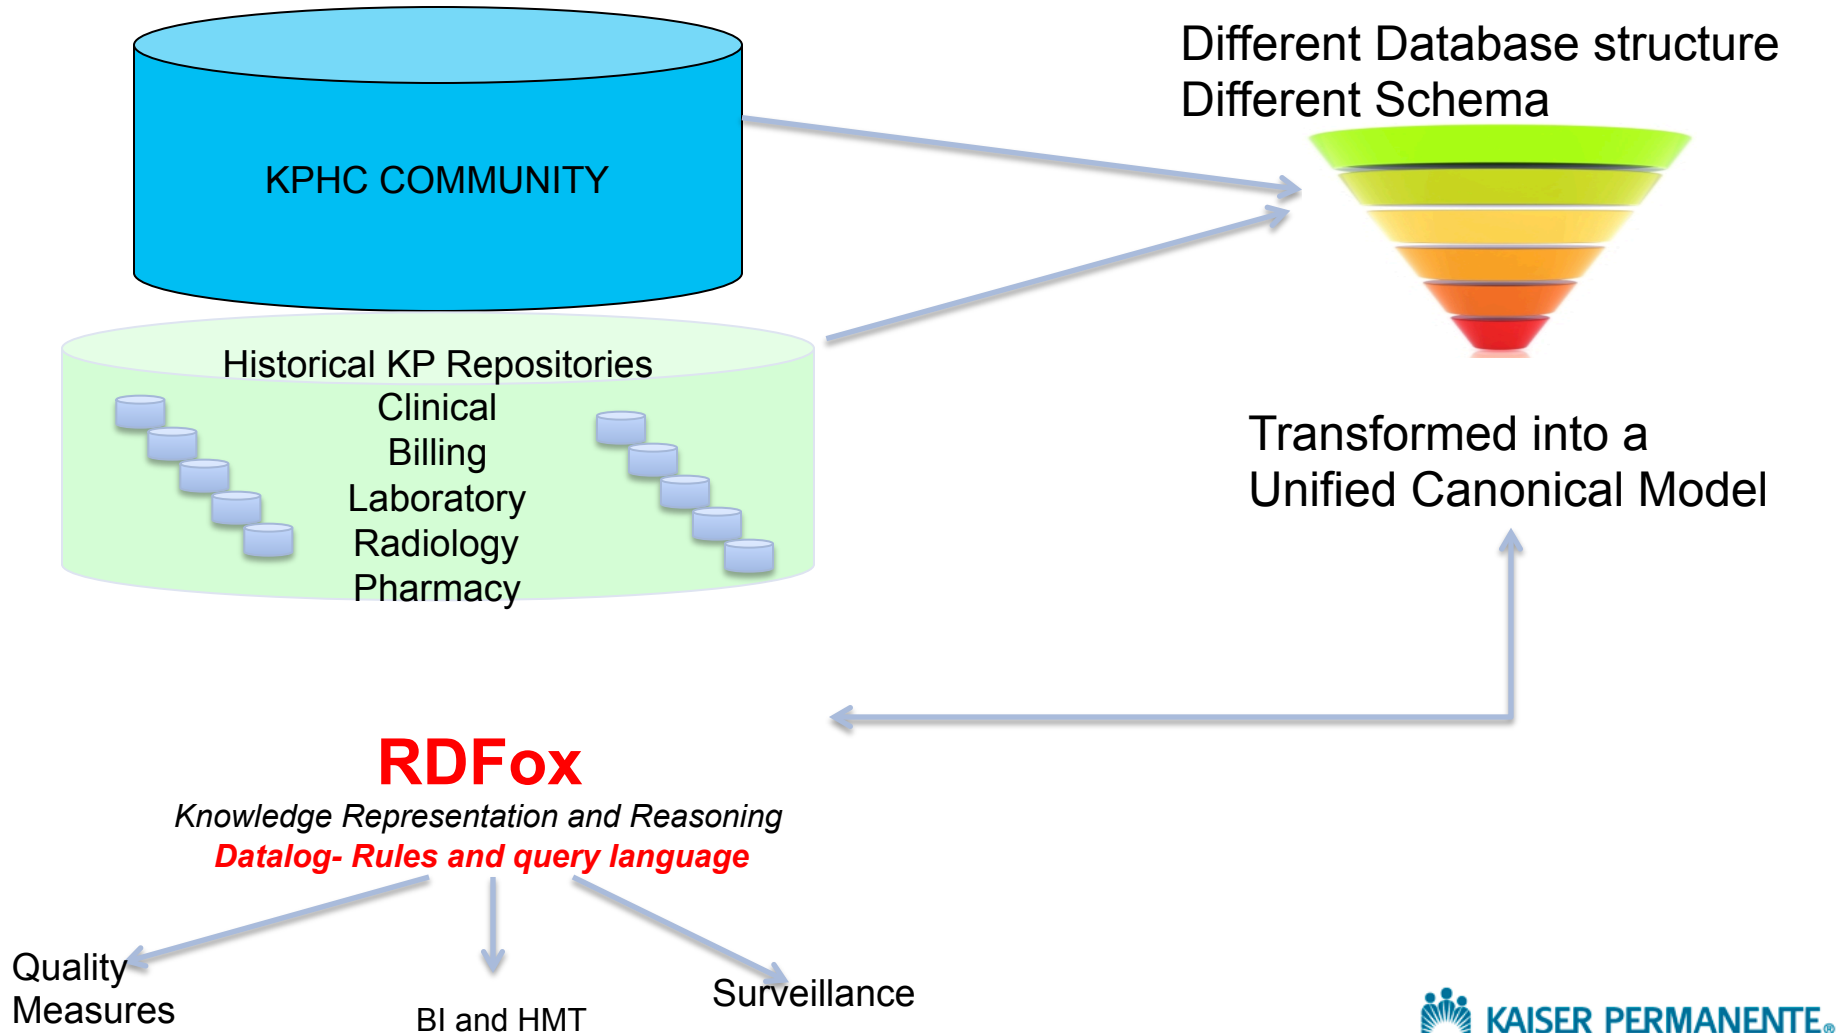 Different Database structure
Different Schema
KPHC COMMUNITY
Historical KP Repositories
Clinical
Billing
Laboratory
Radiology
Pharmacy
Transformed into a
Unified Canonical Model
RDFox
Knowledge Representation and Reasoning
Datalog- Rules and query language
Quality
Measures
BI and HMT
Surveillance
KAISER PERMANENTE®